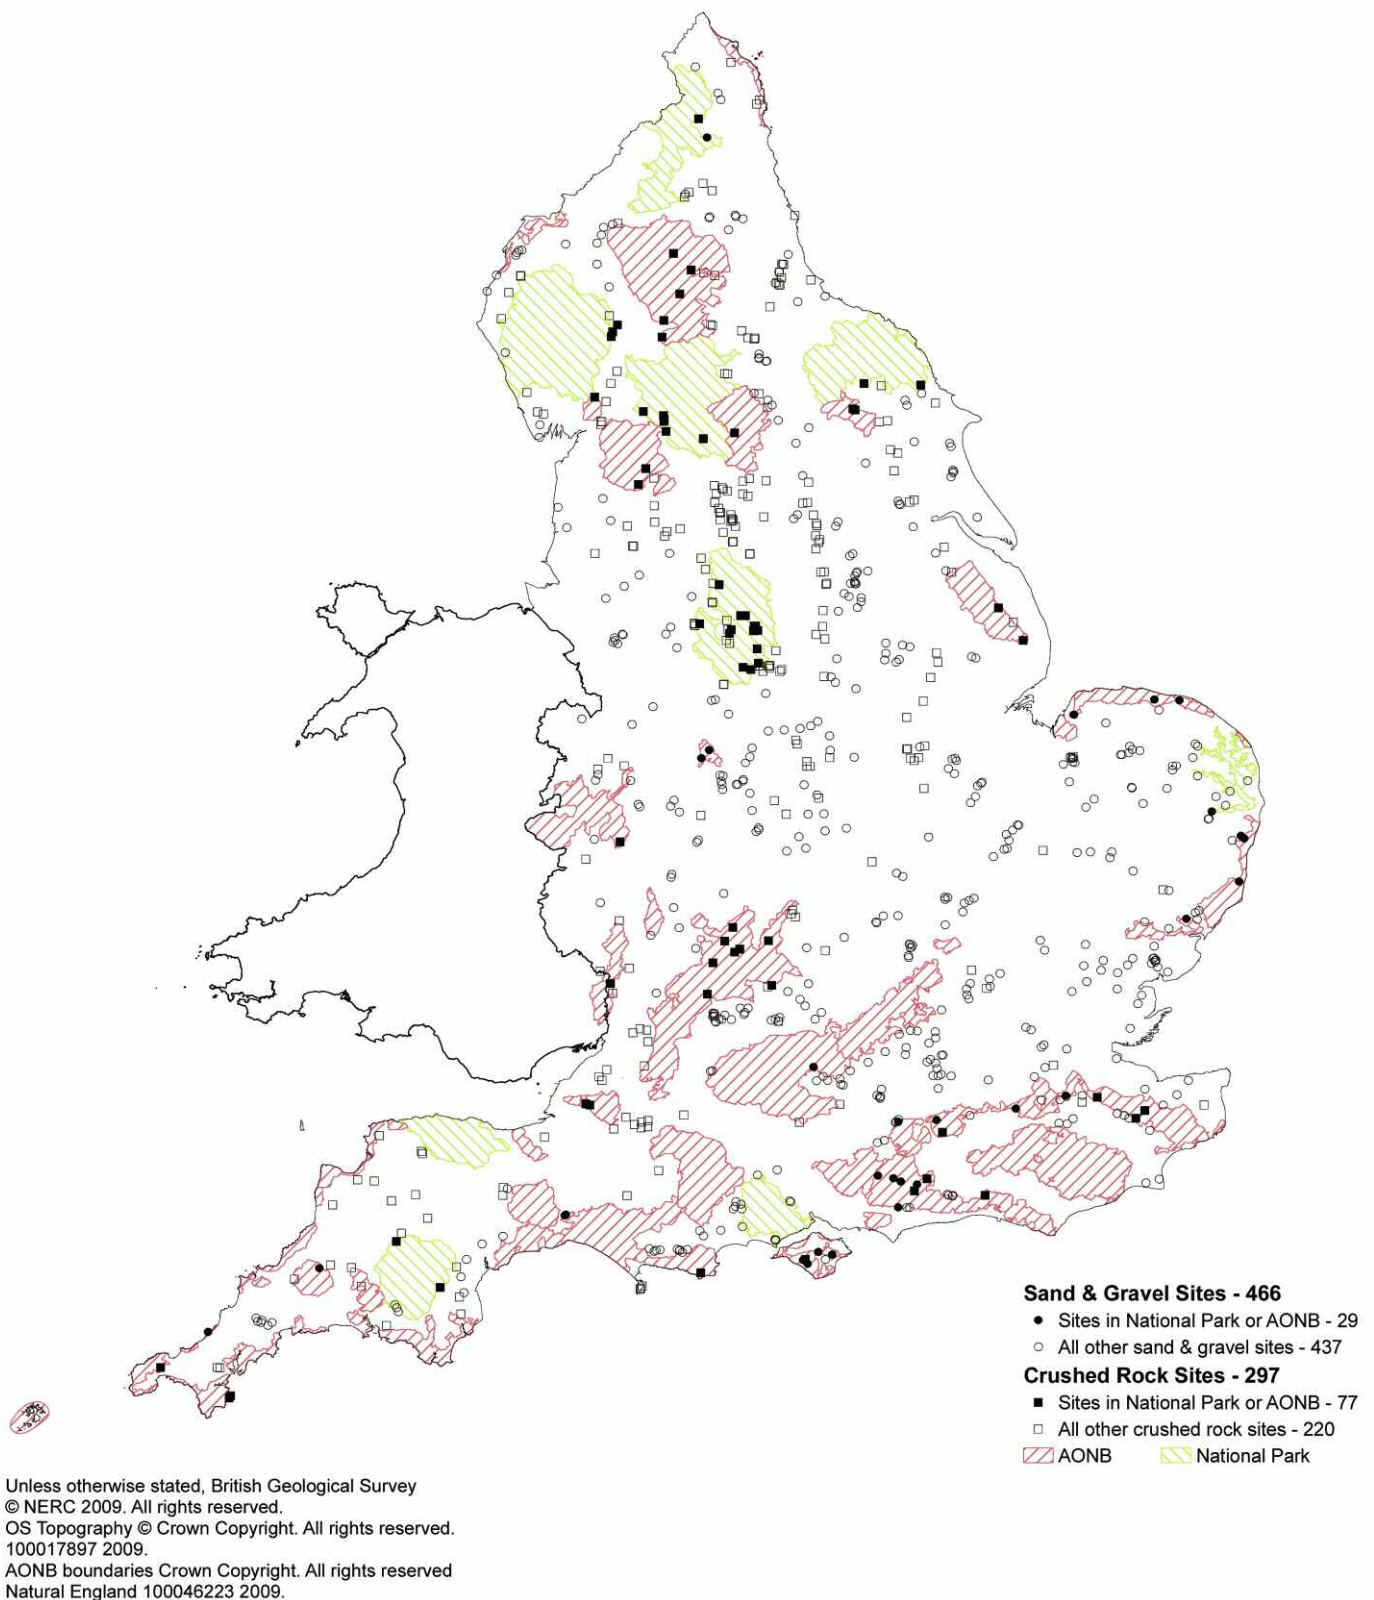 Sand & Gravel Sites - 466
Sites in National Park or AONB - 29
All other sand & gravel sites - 437
Crushed Rock Sites - 297
Sites in National Park or AONB - 77
All other crushed rock sites - 220
AONB National Park
Unless otherwise stated, British Geological Survey
© NERC 2009. All rights reserved.
OS Topography © Crown Copyright. All rights reserved.
100017897 2009.
AONB boundaries Crown Copyright. All rights reserved
Natural England 100046223 2009.